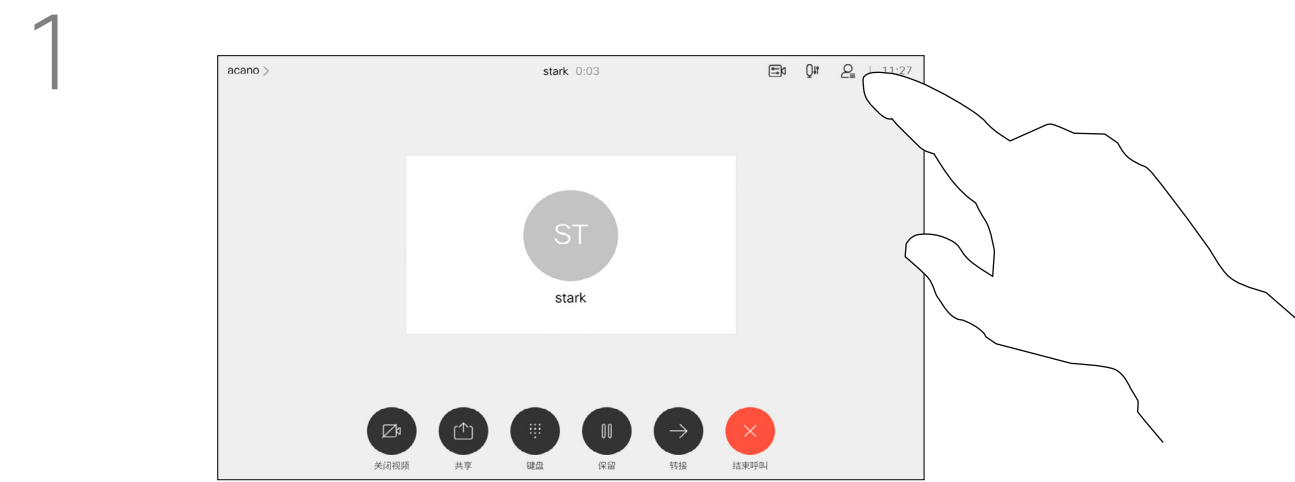 1
acano >
stark 0:03
11:27
ST
stark
关闭视频
共享
键盘
保留
转接
结束呼叫